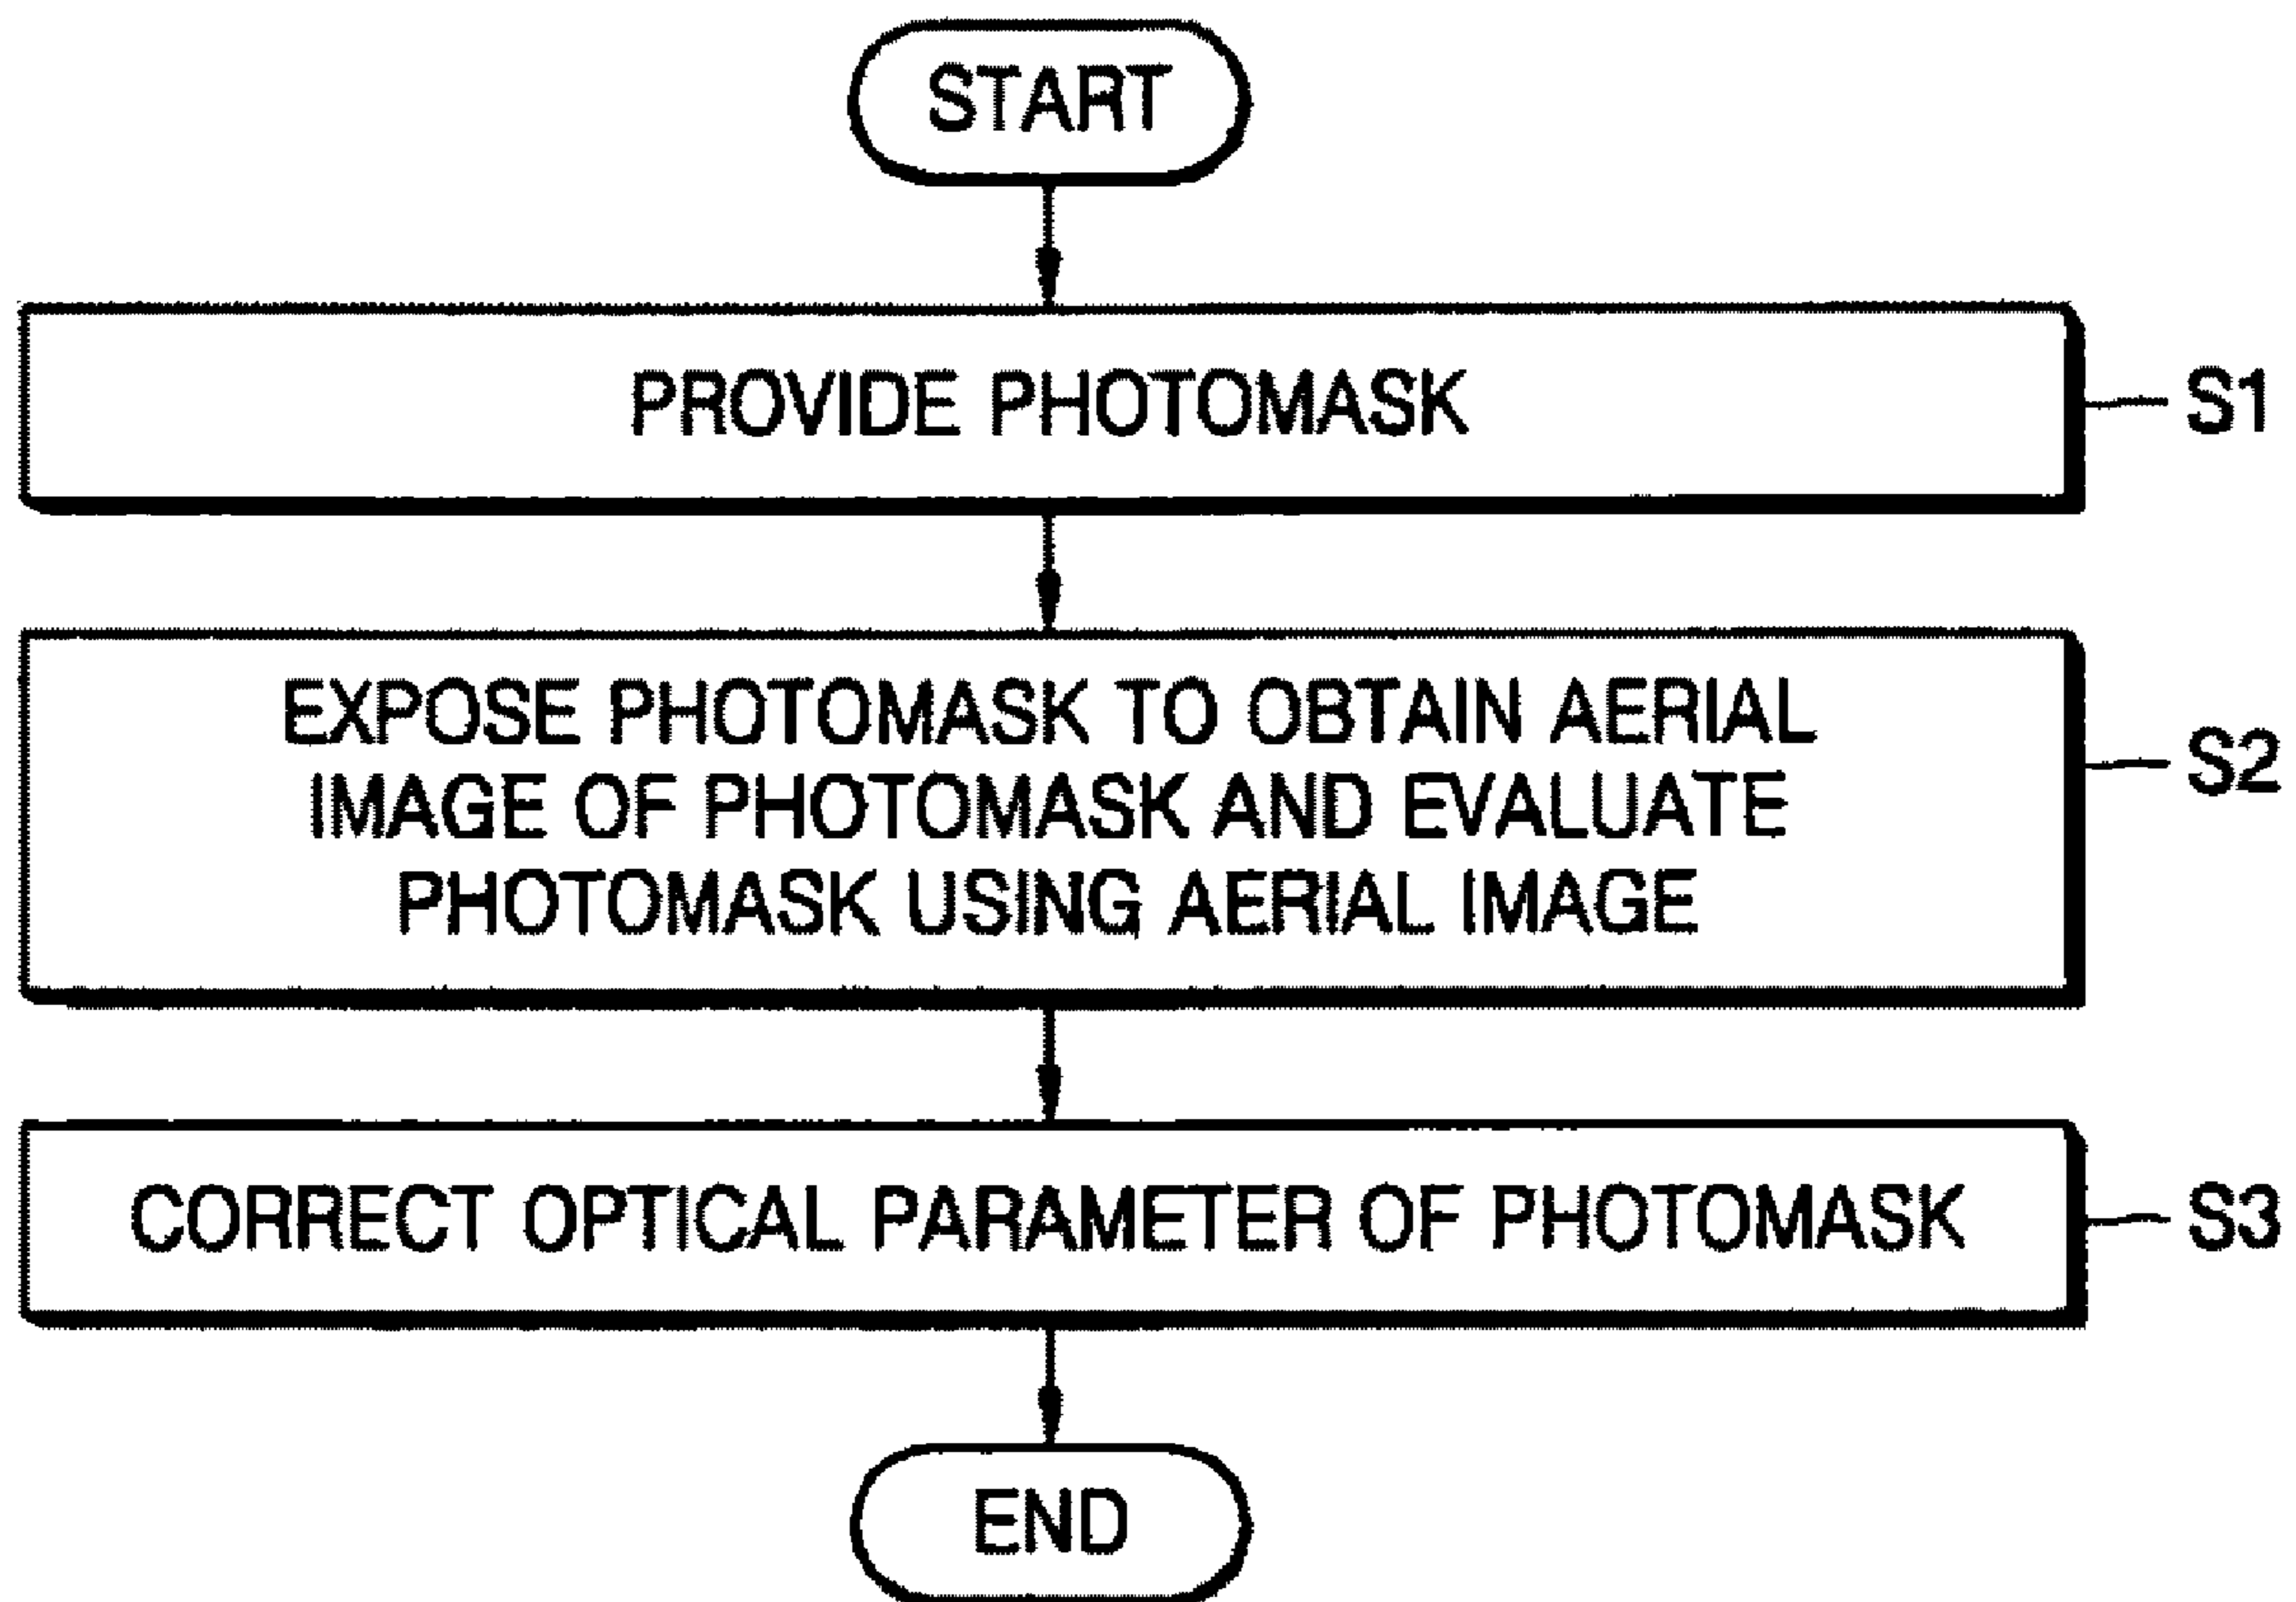 START
PROVIDE PHOTOMASK
S1
EXPOSE PHOTOMASK TO OBTAIN AERIAL
IMAGE OF PHOTOMASK AND EVALUATE
PHOTOMASK USING AERIAL IMAGE
S2
CORRECT OPTICAL PARAMETER OF PHOTOMASK
S3
END